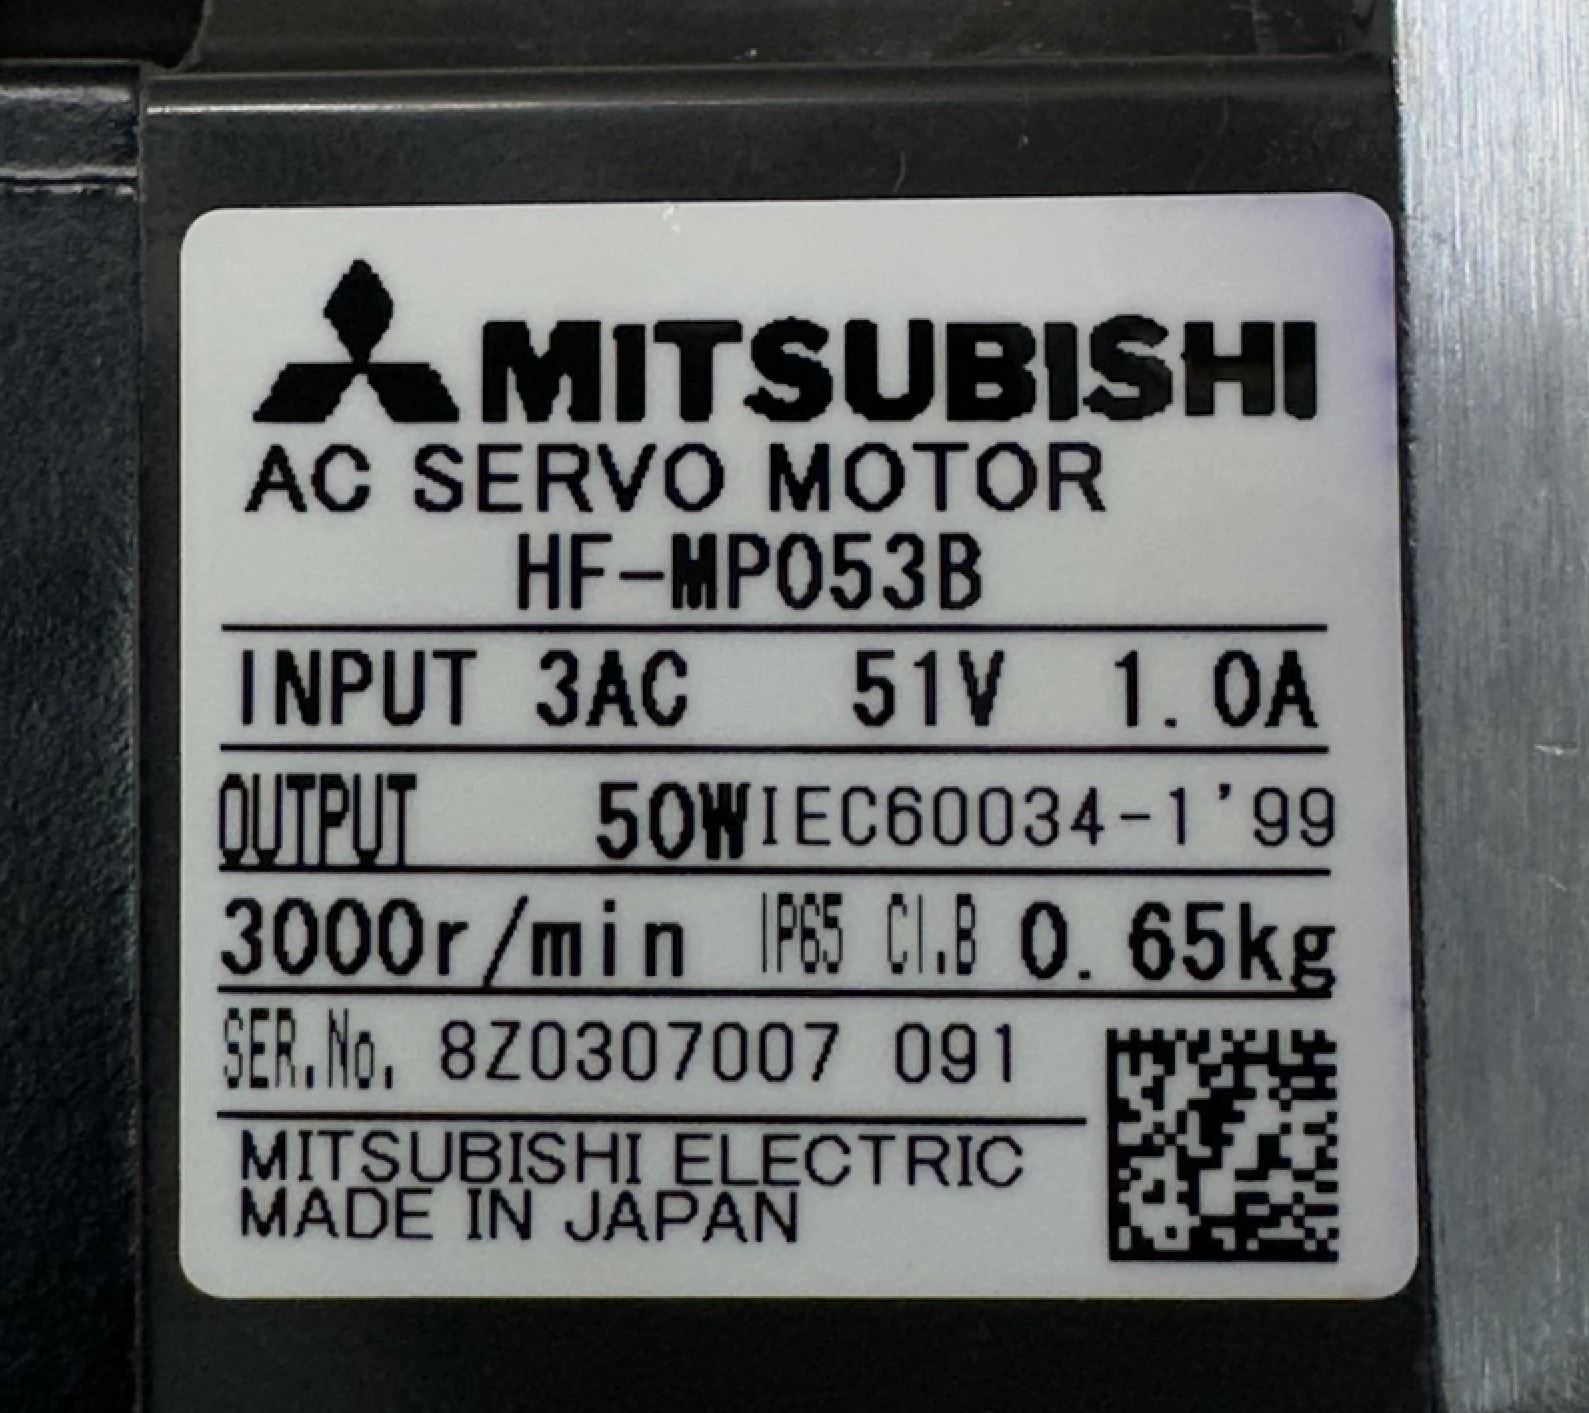 MITSUBISHI
AC SERVO MOTOR
HF-MP053B
INPUT 3AC 51V 1.0A
OUTPUT 50W IEC60034-1'99
3000r/min IP65 CI.B 0.65kg
SER.No. 8Z0307007 091
MITSUBISHI ELECTRIC
MADE IN JAPAN